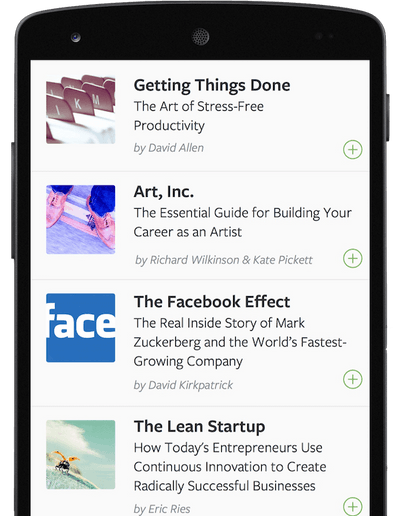 Getting Things Done
The Art of Stress-Free
Productivity
by David Allen
I K M
Art, Inc.
The Essential Guide for Building Your
Career as an Artist
by Richard Wilkinson & Kate Pickett
face
The Facebook Effect
The Real Inside Story of Mark
Zuckerberg and the World's Fastest-
Growing Company
by David Kirkpatrick
The Lean Startup
How Today's Entrepreneurs Use
Continuous Innovation to Create
Radically Successful Businesses
by Eric Ries